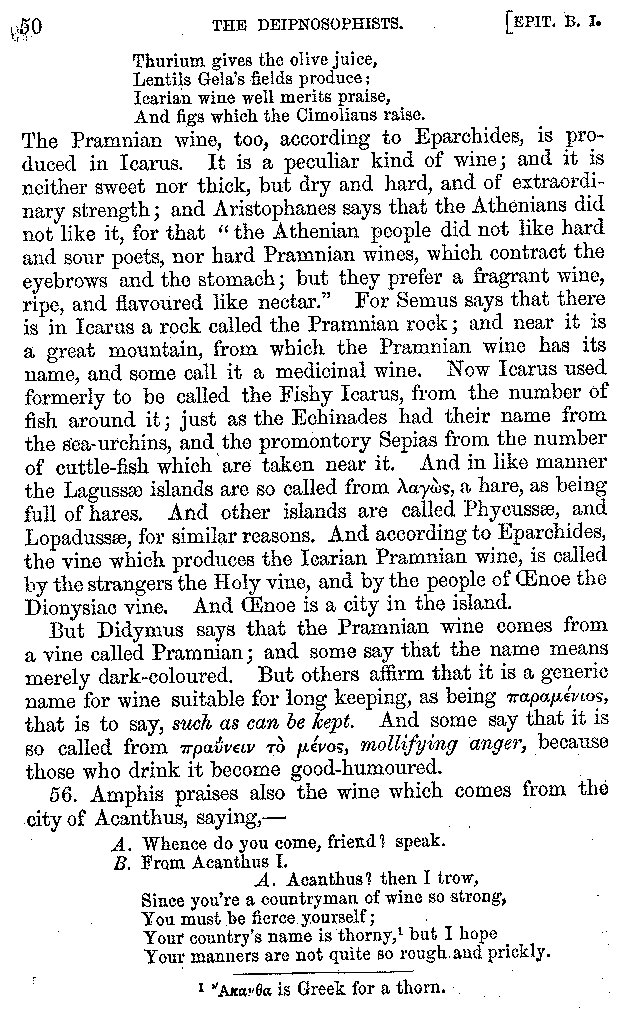 50 THE DEIPNOSOPHISTS. [EPIT. B. I.
Thurium gives the olive juice,
Lentils Gela's fields produce;
Icarian wine well merits praise,
And figs which the Cimolians raise.
The Pramnian wine, too, according to Eparchides, is pro-
duced in Icarus. It is a peculiar kind of wine; and it is
neither sweet nor thick, but dry and hard, and of extraordi-
nary strength; and Aristophanes says that the Athenians did
not like it, for that "the Athenian people did not like hard
and sour poets, nor hard Pramnian wines, which contract the
eyebrows and the stomach; but they prefer a fragrant wine,
ripe, and flavoured like nectar." For Semus says that there
is in Icarus a rock called the Pramnian rock; and near it is
a great mountain, from which the Pramnian wine has its
name, and some call it a medicinal wine. Now Icarus used
formerly to be called the Fishy Icarus, from the number of
fish around it; just as the Echinades had their name from
the sea-urchins, and the promontory Sepias from the number
of cuttle-fish which are taken near it. And in like manner
the Lagussæ islands are so called from λαγὼς, a hare, as being
full of hares. And other islands are called Phycussæ, and
Lopadussæ, for similar reasons. And according to Eparchides,
the vine which produces the Icarian Pramnian wine, is called
by the strangers the Holy vine, and by the people of Œnoe the
Dionysiac vine. And Œnoe is a city in the island.
But Didymus says that the Pramnian wine comes from
a vine called Pramnian; and some say that the name means
merely dark-coloured. But others affirm that it is a generic
name for wine suitable for long keeping, as being παραμένιος,
that is to say, such as can be kept. And some say that it is
so called from πραΰνειν τὸ μένος, mollifying anger, because
those who drink it become good-humoured.
56. Amphis praises also the wine which comes from the
city of Acanthus, saying,—
A. Whence do you come, friend? speak.
B. From Acanthus I.
A. Acanthus? then I trow,
Since you're a countryman of wine so strong,
You must be fierce yourself;
Your country's name is thorny,¹ but I hope
Your manners are not quite so rough and prickly.
¹ Ἄκανθα is Greek for a thorn.